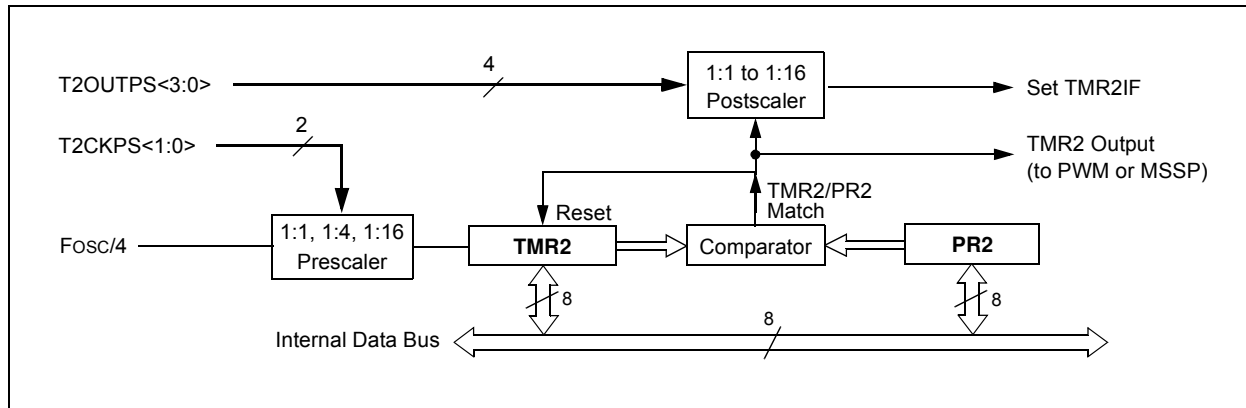 T2OUTPS<3:0>
4
1:1 to 1:16
Postscaler
Set TMR2IF
T2CKPS<1:0>
2
TMR2 Output
(to PWM or MSSP)
TMR2/PR2
Match
Reset
FOSC/4
1:1, 1:4, 1:16
Prescaler
TMR2
Comparator
PR2
8
8
8
Internal Data Bus